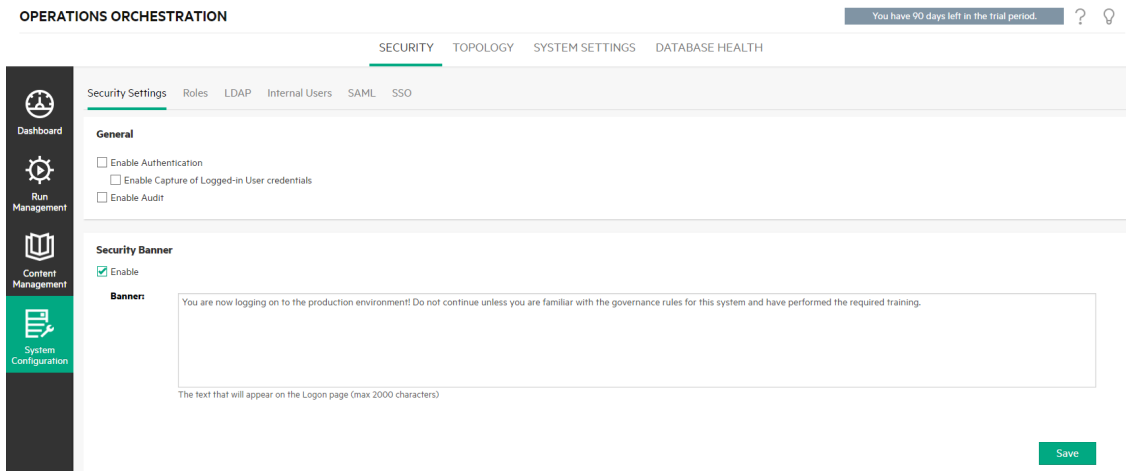 OPERATIONS ORCHESTRATION
You have 90 days left in the trial period.
?
SECURITY TOPOLOGY SYSTEM SETTINGS DATABASE HEALTH
Security Settings Roles LDAP Internal Users SAML SSO
Dashboard
Run
Management
Content
Management
System
Configuration
General
Enable Authentication
Enable Capture of Logged-in User credentials
Enable Audit
Security Banner
Enable
Banner:
You are now logging on to the production environment! Do not continue unless you are familiar with the governance rules for this system and have performed the required training.
The text that will appear on the Logon page (max 2000 characters)
Save